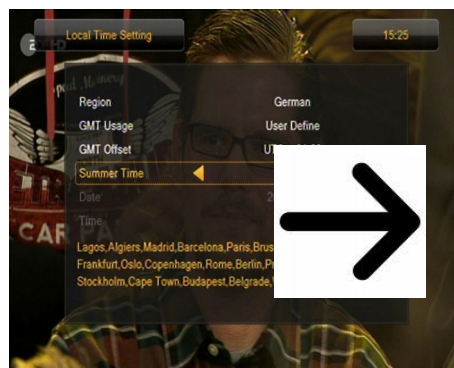 Local Time Setting
15:25
Region German
GMT Usage User Define
GMT Offset
Summer Time
Date
Time
Lagos,Algiers,Madrid,Barcelona,Paris,
Frankfurt,Oslo,Copenhagen,Rome,Berlin,
Stockholm,Cape Town,Budapest,Belgrade,